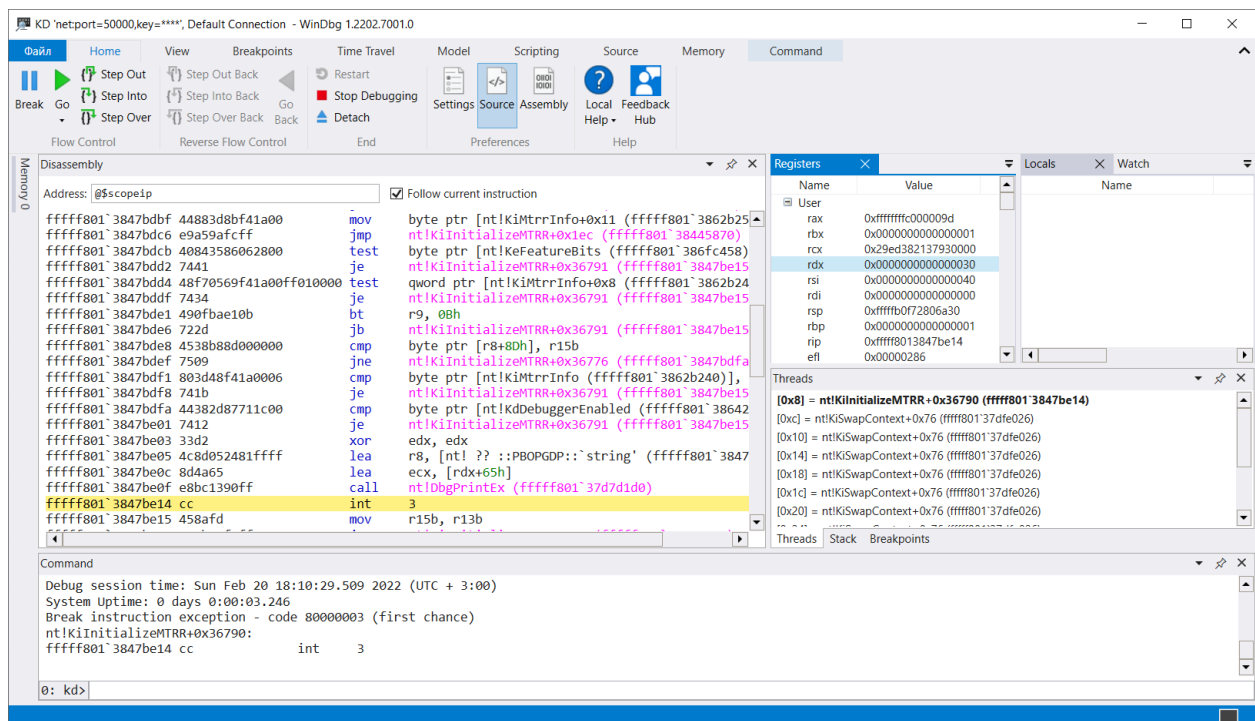 KD 'net:port=50000,key=****', Default Connection - WinDbg 1.2202.7001.0
Файл Home View Breakpoints Time Travel Model Scripting Source Memory Command
Break Go Step Out Step Into Step Over
Flow Control
Step Out Back Step Into Back Step Over Back Go Back
Reverse Flow Control
Restart Stop Debugging Detach
End
Settings Source Assembly
Preferences
Local Help Feedback Hub
Help
Memory 0
Disassembly
Address: @$scopeip Follow current instruction
fffff801`3847bdbf 44883d8bf41a00 mov byte ptr [nt!KiMtrrInfo+0x11 (fffff801`3862b25
fffff801`3847bdc6 e9a59afcff jmp nt!KiInitializeMTRR+0x1ec (fffff801`38445870)
fffff801`3847bdcb 40843586062800 test byte ptr [nt!KeFeatureBits (fffff801`386fc458)
fffff801`3847bdd2 7441 je nt!KiInitializeMTRR+0x36791 (fffff801`3847be15
fffff801`3847bdd4 48f70569f41a00ff010000 test qword ptr [nt!KiMtrrInfo+0x8 (fffff801`3862b24
fffff801`3847bddf 7434 je nt!KiInitializeMTRR+0x36791 (fffff801`3847be15
fffff801`3847bde1 490fbae10b bt r9, 0Bh
fffff801`3847bde6 722d jb nt!KiInitializeMTRR+0x36791 (fffff801`3847be15
fffff801`3847bde8 4538b88d000000 cmp byte ptr [r8+8Dh], r15b
fffff801`3847bdef 7509 jne nt!KiInitializeMTRR+0x36776 (fffff801`3847bdfa
fffff801`3847bdf1 803d48f41a0006 cmp byte ptr [nt!KiMtrrInfo (fffff801`3862b240)],
fffff801`3847bdf8 741b je nt!KiInitializeMTRR+0x36791 (fffff801`3847be15
fffff801`3847bdfa 44382d87711c00 cmp byte ptr [nt!KdDebuggerEnabled (fffff801`38642
fffff801`3847be01 7412 je nt!KiInitializeMTRR+0x36791 (fffff801`3847be15
fffff801`3847be03 33d2 xor edx, edx
fffff801`3847be05 4c8d052481ffff lea r8, [nt! ?? ::PBOPGDP::`string' (fffff801`3847
fffff801`3847be0c 8d4a65 lea ecx, [rdx+65h]
fffff801`3847be0f e8bc1390ff call nt!DbgPrintEx (fffff801`37d7d1d0)
fffff801`3847be14 cc int 3
fffff801`3847be15 458afd mov r15b, r13b
Registers
Name Value
User
rax 0xffffffffc000009d
rbx 0x0000000000000001
rcx 0x29ed382137930000
rdx 0x0000000000000030
rsi 0x0000000000000040
rdi 0x0000000000000000
rsp 0xfffffb0f72806a30
rbp 0x0000000000000001
rip 0xfffff8013847be14
efl 0x00000286
Locals Watch
Name
Threads
[0x8] = nt!KiInitializeMTRR+0x36790 (fffff801`3847be14)
[0xc] = nt!KiSwapContext+0x76 (fffff801`37dfe026)
[0x10] = nt!KiSwapContext+0x76 (fffff801`37dfe026)
[0x14] = nt!KiSwapContext+0x76 (fffff801`37dfe026)
[0x18] = nt!KiSwapContext+0x76 (fffff801`37dfe026)
[0x1c] = nt!KiSwapContext+0x76 (fffff801`37dfe026)
[0x20] = nt!KiSwapContext+0x76 (fffff801`37dfe026)
Threads Stack Breakpoints
Command
Debug session time: Sun Feb 20 18:10:29.509 2022 (UTC + 3:00)
System Uptime: 0 days 0:00:03.246
Break instruction exception - code 80000003 (first chance)
nt!KiInitializeMTRR+0x36790:
fffff801`3847be14 cc int 3
0: kd>